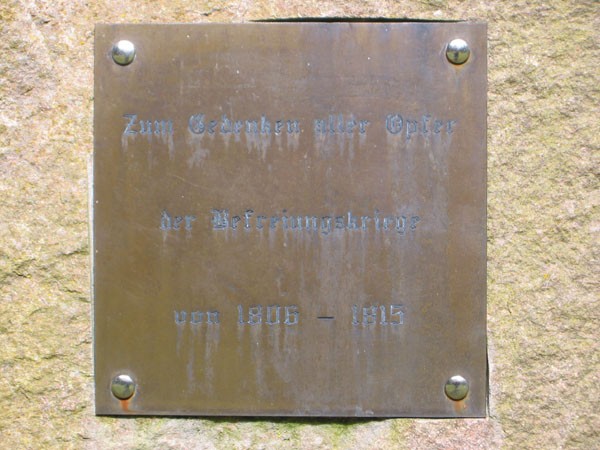 Zum Gedenken aller Opfer
der Befreiungskriege
von 1806 - 1815